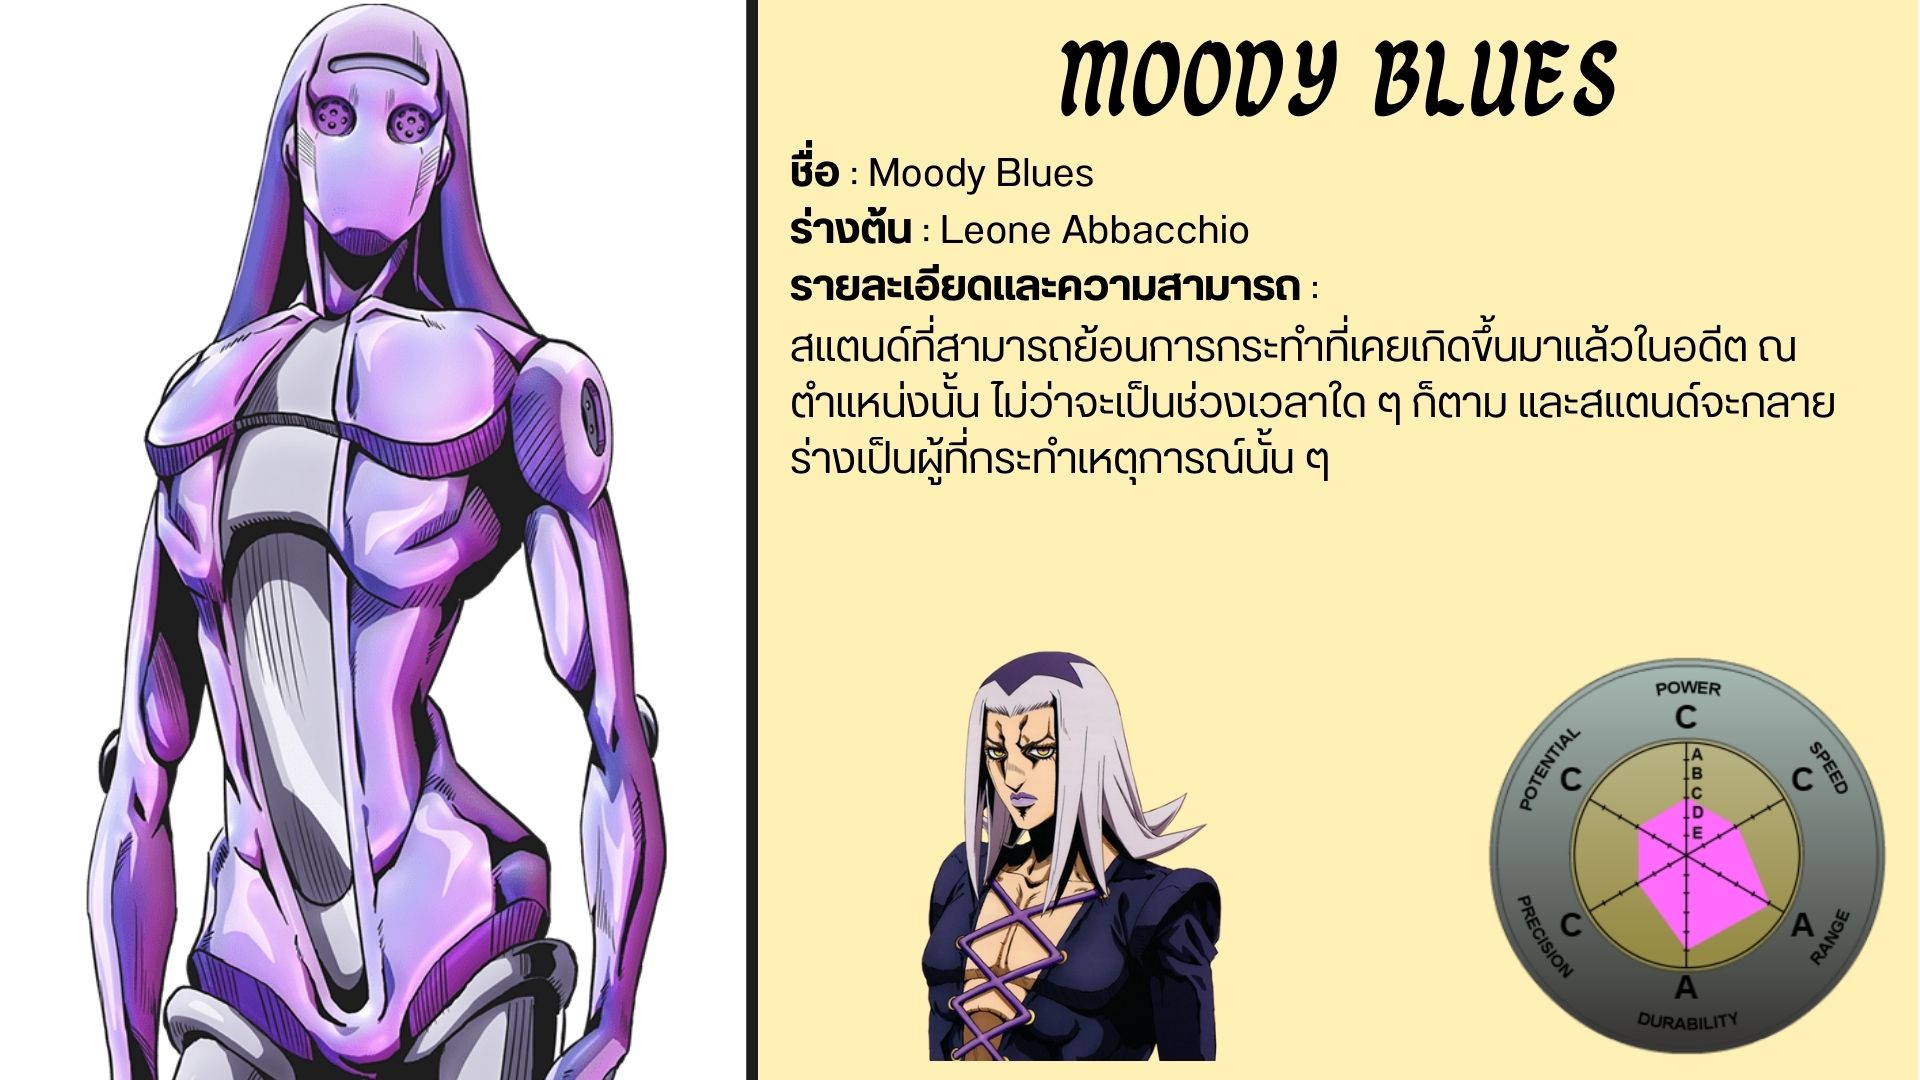 MOODY BLUES
ชื่อ : Moody Blues
ร่างต้น : Leone Abbacchio
รายละเอียดและความสามารถ :
สแตนด์ที่สามารถย้อนการกระทำที่เคยเกิดขึ้นมาแล้วในอดีต ณ
ตำแหน่งนั้น ไม่ว่าจะเป็นช่วงเวลาใด ๆ ก็ตาม และสแตนด์จะกลาย
ร่างเป็นผู้ที่กระทำเหตุการณ์นั้น ๆ
POWER
C
SPEED
C
RANGE
A
DURABILITY
A
PRECISION
C
POTENTIAL
C
A
B
C
D
E